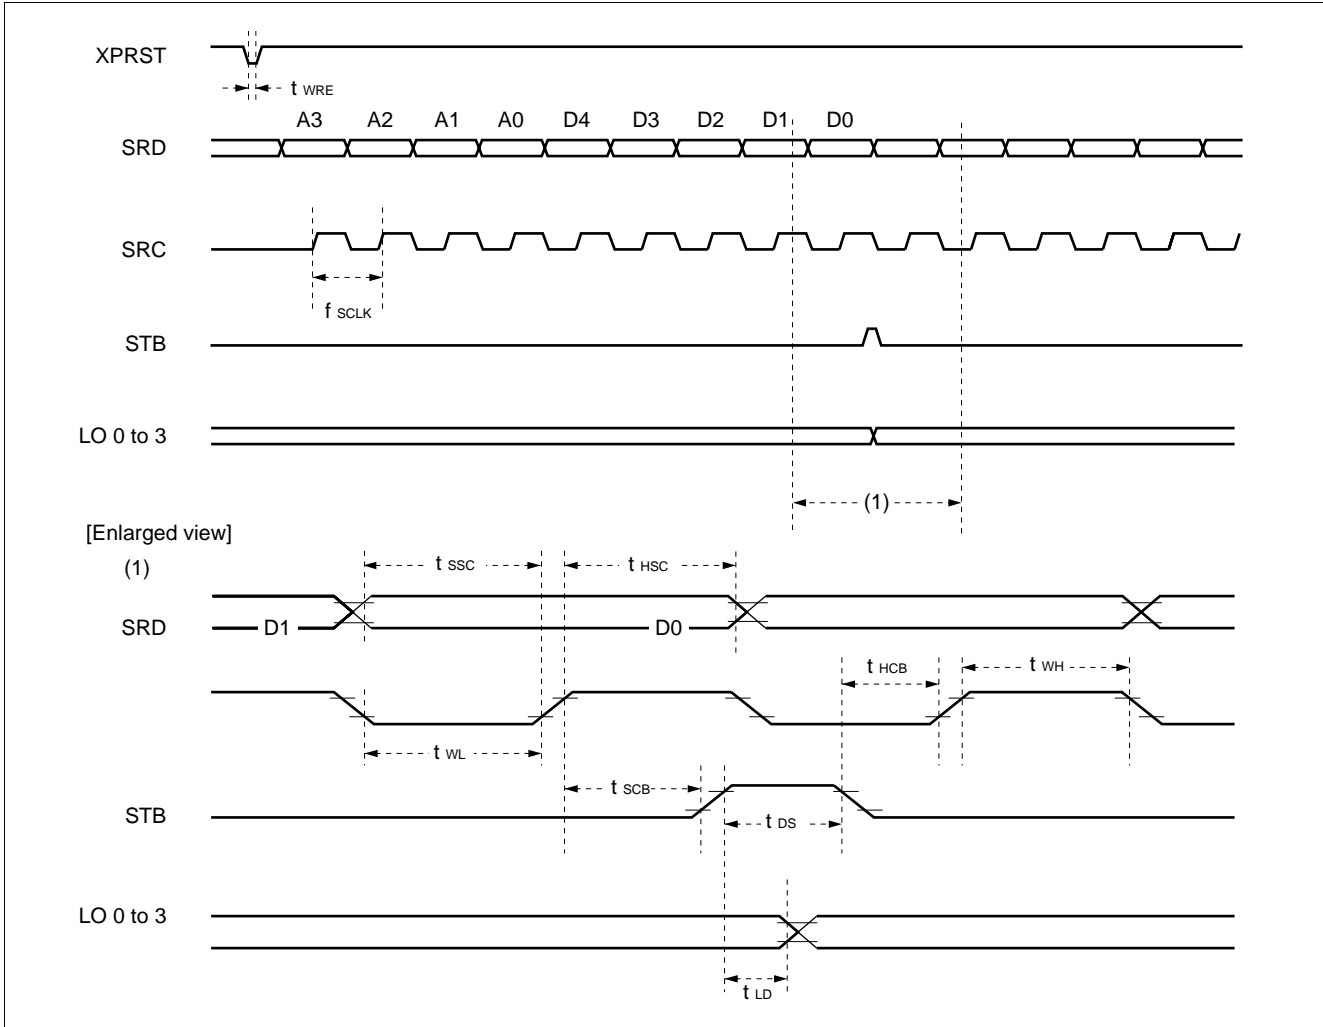 XPRST
t WRE
A3 A2 A1 A0 D4 D3 D2 D1 D0
SRD
SRC
f SCLK
STB
LO 0 to 3
(1)
[Enlarged view]
(1)
t SSC t HSC
SRD D1 D0
t HCB t WH
t WL
t SCB
STB
t DS
LO 0 to 3
t LD